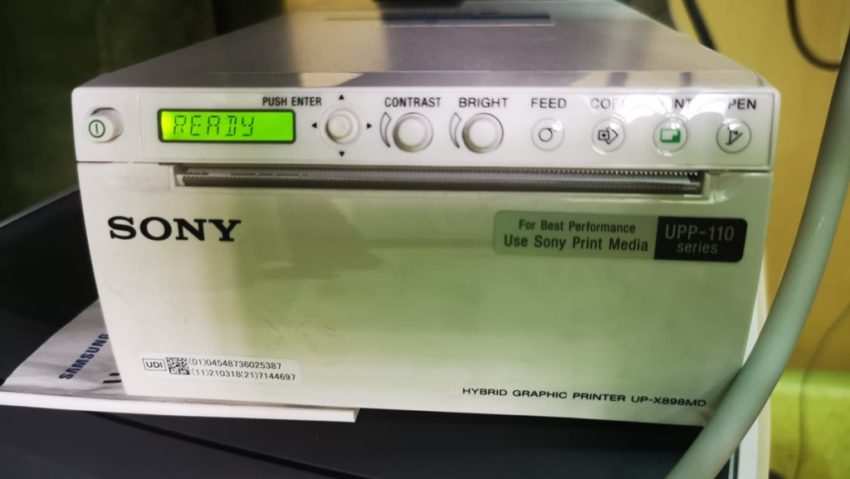 PUSH ENTER
READY
CONTRAST
BRIGHT
FEED
SONY
For Best Performance
Use Sony Print Media
UPP-110
series
SAMSUNG
UDI
(01)04548736025387
(11)210318(21)7144697
HYBRID GRAPHIC PRINTER UP-X898MD